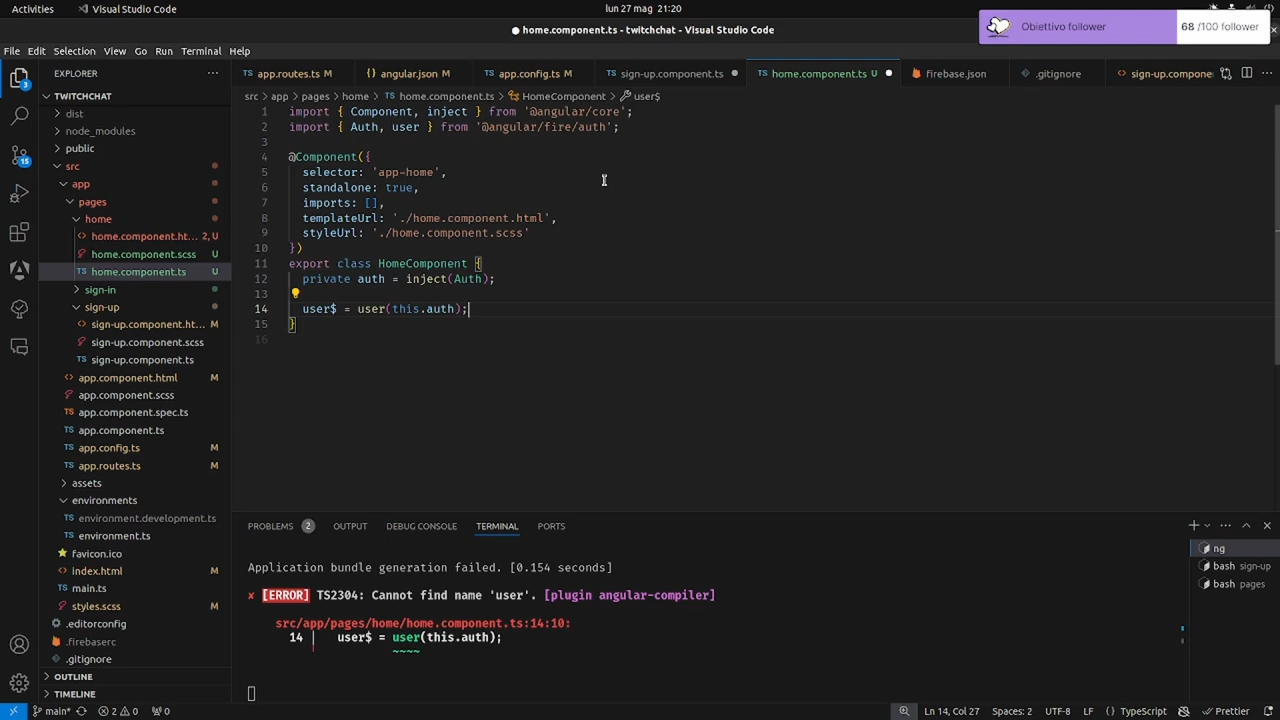 Activities
Visual Studio Code
lun 27 mag 21:20
Obiettivo follower
68 /100 follower
home.component.ts - twitchchat - Visual Studio Code
File Edit Selection View Go Run Terminal Help
EXPLORER
app.routes.ts M
angular.json M
app.config.ts M
sign-up.component.ts
home.component.ts U
firebase.json
.gitignore
sign-up.compone
TWITCHCHAT
dist
node_modules
public
src
app
pages
home
home.component.ht... 2, U
home.component.scss U
home.component.ts U
sign-in
sign-up
sign-up.component.ht... M
sign-up.component.scss
sign-up.component.ts
app.component.html M
app.component.scss
app.component.spec.ts
app.component.ts
app.config.ts M
app.routes.ts M
assets
environments
environment.development.ts
environment.ts
favicon.ico
index.html M
main.ts
styles.scss M
.editorconfig
.firebaserc
.gitignore
OUTLINE
TIMELINE
3
15
src > app > pages > home > home.component.ts > HomeComponent > user$
1 import { Component, inject } from '@angular/core';
2 import { Auth, user } from '@angular/fire/auth';
3
4 @Component({
5 selector: 'app-home',
6 standalone: true,
7 imports: [],
8 templateUrl: './home.component.html',
9 styleUrl: './home.component.scss'
10 })
11 export class HomeComponent {
12 private auth = inject(Auth);
13
14 user$ = user(this.auth);
15 }
16
PROBLEMS 2 OUTPUT DEBUG CONSOLE TERMINAL PORTS
Application bundle generation failed. [0.154 seconds]
✘ [ERROR] TS2304: Cannot find name 'user'. [plugin angular-compiler]
src/app/pages/home/home.component.ts:14:10:
14 │ user$ = user(this.auth);
~~~~
ng
bash sign-up
bash pages
main* 2 0 0
Ln 14, Col 27 Spaces: 2 UTF-8 LF {} TypeScript Prettier